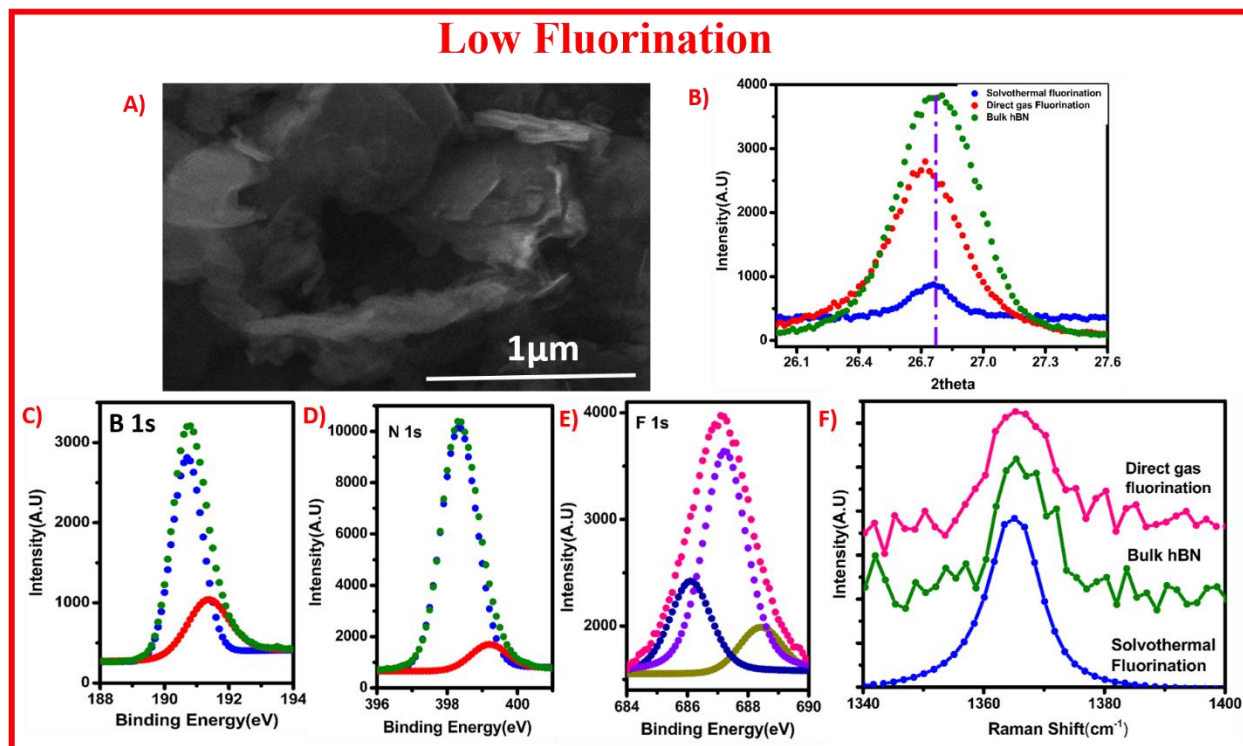 Low Fluorination
A)
1µm
B)
4000
3000
2000
1000
0
Intensity(A.U)
Solvothermal fluorination
Direct gas Fluorination
Bulk hBN
26.1
26.4
26.7
27.0
27.3
27.6
2theta
C)
B 1s
3000
2000
1000
0
Intensity(A.U)
188
190
192
194
Binding Energy(eV)
D)
N 1s
10000
8000
6000
4000
2000
0
Intensity(A.U)
396
398
400
Binding Energy(eV)
E)
F 1s
4000
3000
2000
Intensity(A.U)
684
686
688
690
Binding Energy(eV)
F)
Intensity(A.U)
Direct gas
fluorination
Bulk hBN
Solvothermal
Fluorination
1340
1360
1380
1400
Raman Shift(cm⁻¹)